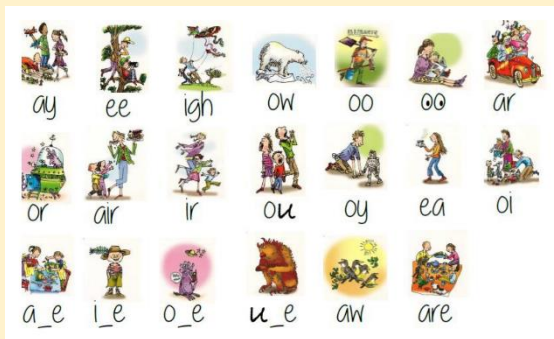 ay ee igh ow oo oo ar
or air ir ou oy ea oi
a_e i_e o_e u_e aw are